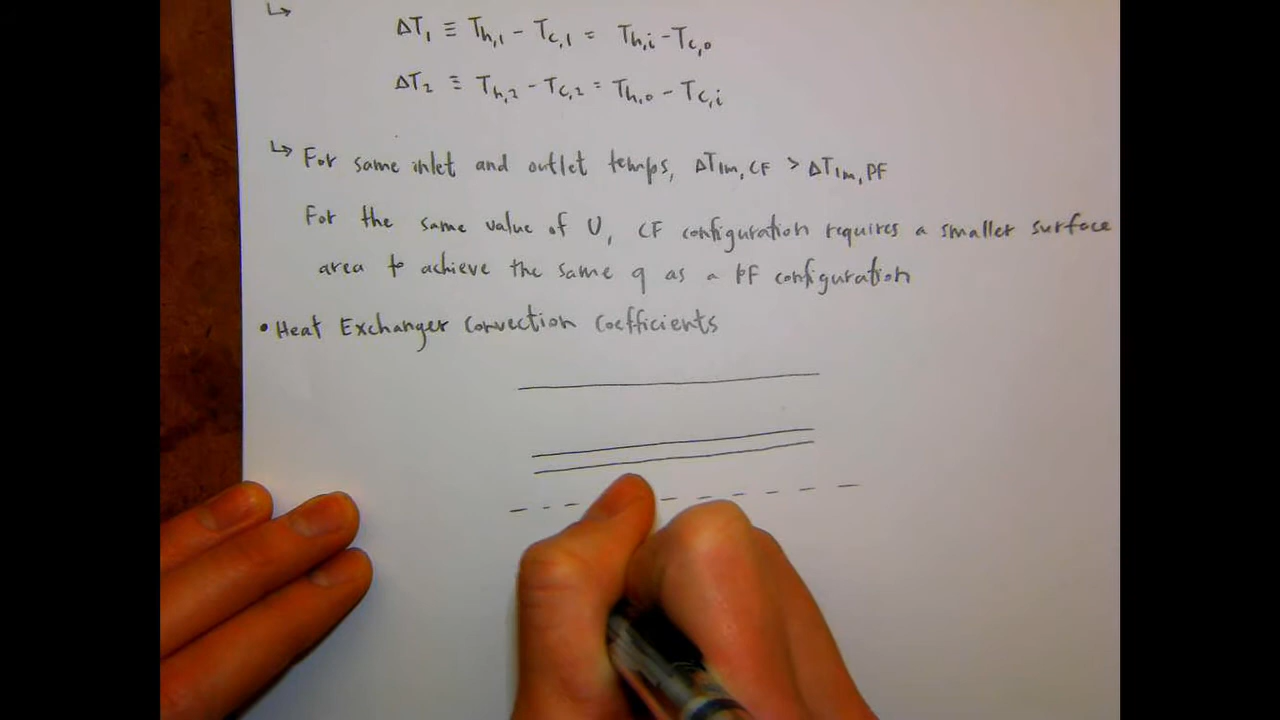 ↳
ΔT₁ ≡ Th,1 - Tc,1 = Th,i - Tc,o
ΔT₂ ≡ Th,2 - Tc,2 = Th,o - Tc,i
↳ For same inlet and outlet temps, ΔTlm,CF > ΔTlm,PF
For the same value of U, CF configuration requires a smaller surface
area to achieve the same q as a PF configuration
• Heat Exchanger Convection Coefficients